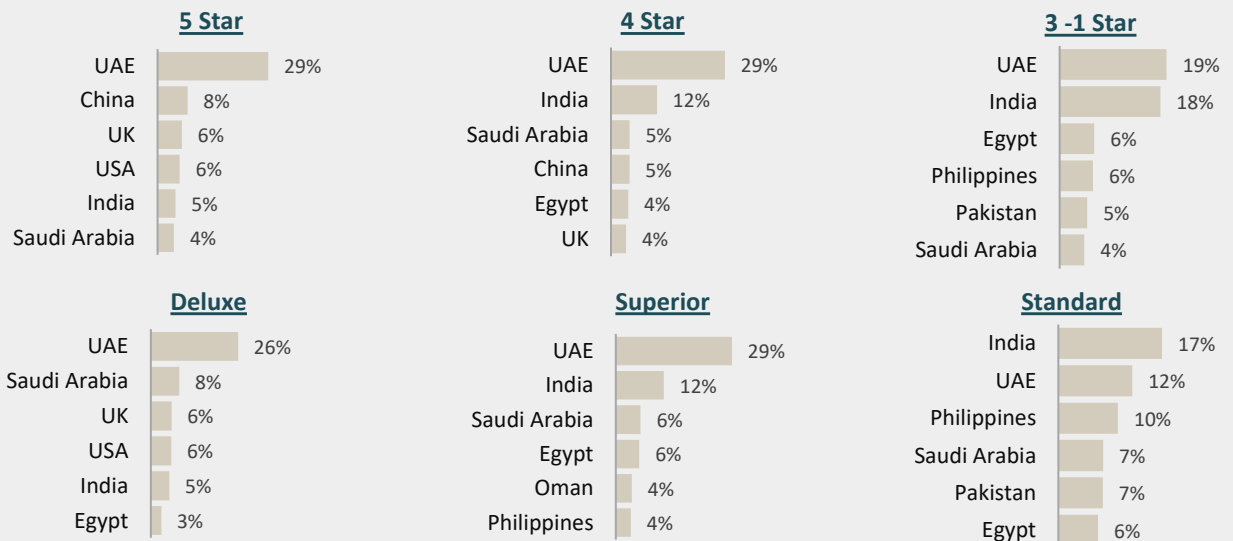 5 Star
UAE 29%
China 8%
UK 6%
USA 6%
India 5%
Saudi Arabia 4%
4 Star
UAE 29%
India 12%
Saudi Arabia 5%
China 5%
Egypt 4%
UK 4%
3 -1 Star
UAE 19%
India 18%
Egypt 6%
Philippines 6%
Pakistan 5%
Saudi Arabia 4%
Deluxe
UAE 26%
Saudi Arabia 8%
UK 6%
USA 6%
India 5%
Egypt 3%
Superior
UAE 29%
India 12%
Saudi Arabia 6%
Egypt 6%
Oman 4%
Philippines 4%
Standard
India 17%
UAE 12%
Philippines 10%
Saudi Arabia 7%
Pakistan 7%
Egypt 6%